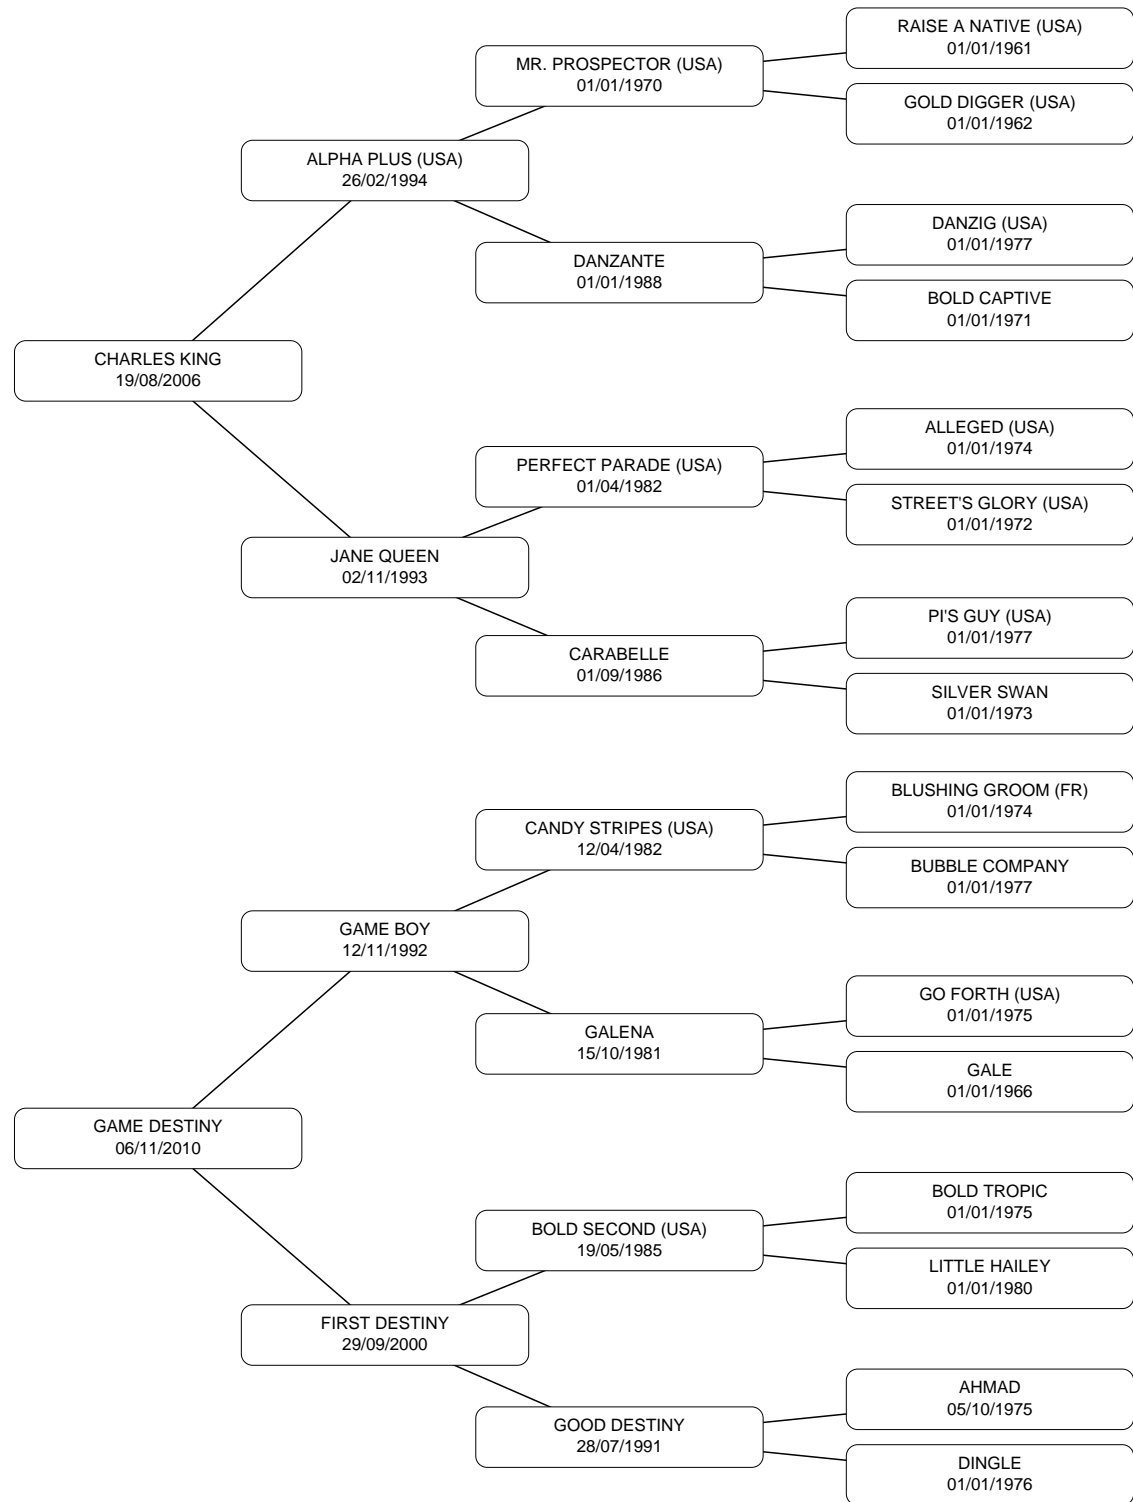 RAISE A NATIVE (USA)
01/01/1961
MR. PROSPECTOR (USA)
01/01/1970
GOLD DIGGER (USA)
01/01/1962
ALPHA PLUS (USA)
26/02/1994
DANZIG (USA)
01/01/1977
DANZANTE
01/01/1988
BOLD CAPTIVE
01/01/1971
CHARLES KING
19/08/2006
ALLEGED (USA)
01/01/1974
PERFECT PARADE (USA)
01/04/1982
STREET'S GLORY (USA)
01/01/1972
JANE QUEEN
02/11/1993
PI'S GUY (USA)
01/01/1977
CARABELLE
01/09/1986
SILVER SWAN
01/01/1973
BLUSHING GROOM (FR)
01/01/1974
CANDY STRIPES (USA)
12/04/1982
BUBBLE COMPANY
01/01/1977
GAME BOY
12/11/1992
GO FORTH (USA)
01/01/1975
GALENA
15/10/1981
GALE
01/01/1966
GAME DESTINY
06/11/2010
BOLD TROPIC
01/01/1975
BOLD SECOND (USA)
19/05/1985
LITTLE HAILEY
01/01/1980
FIRST DESTINY
29/09/2000
AHMAD
05/10/1975
GOOD DESTINY
28/07/1991
DINGLE
01/01/1976